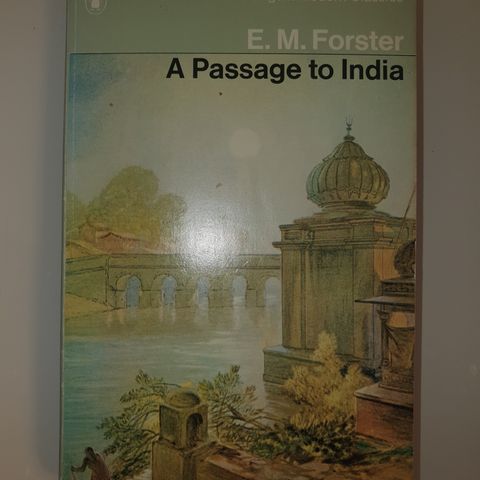 E. M. Forster
A Passage to India